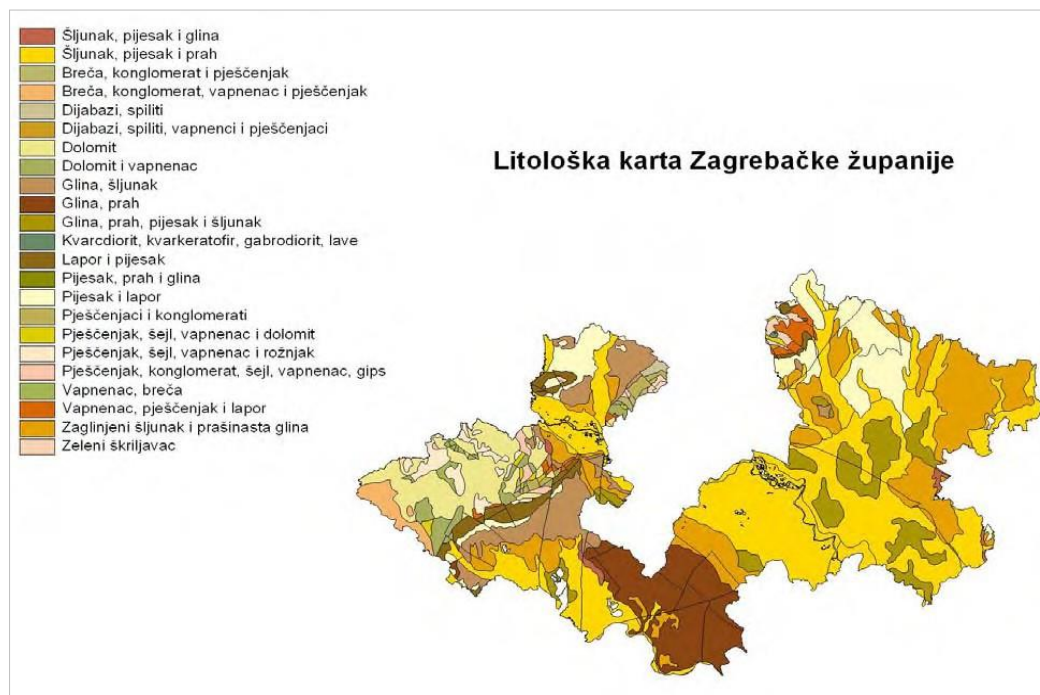 Šljunak, pijesak i glina
Šljunak, pijesak i prah
Breča, konglomerat i pješčenjak
Breča, konglomerat, vapnenac i pješčenjak
Dijabazi, spiliti
Dijabazi, spiliti, vapnenci i pješčenjaci
Dolomit
Dolomit i vapnenac
Glina, šljunak
Glina, prah
Glina, prah, pijesak i šljunak
Kvarcdiorit, kvarkeratofir, gabrodiorit, lave
Lapor i pijesak
Pijesak, prah i glina
Pijesak i lapor
Pješčenjaci i konglomerati
Pješčenjak, šejl, vapnenac i dolomit
Pješčenjak, šejl, vapnenac i rožnjak
Pješčenjak, konglomerat, šejl, vapnenac, gips
Vapnenac, breča
Vapnenac, pješčenjak i lapor
Zaglinjeni šljunak i prašinasta glina
Zeleni škriljavac
Litološka karta Zagrebačke županije